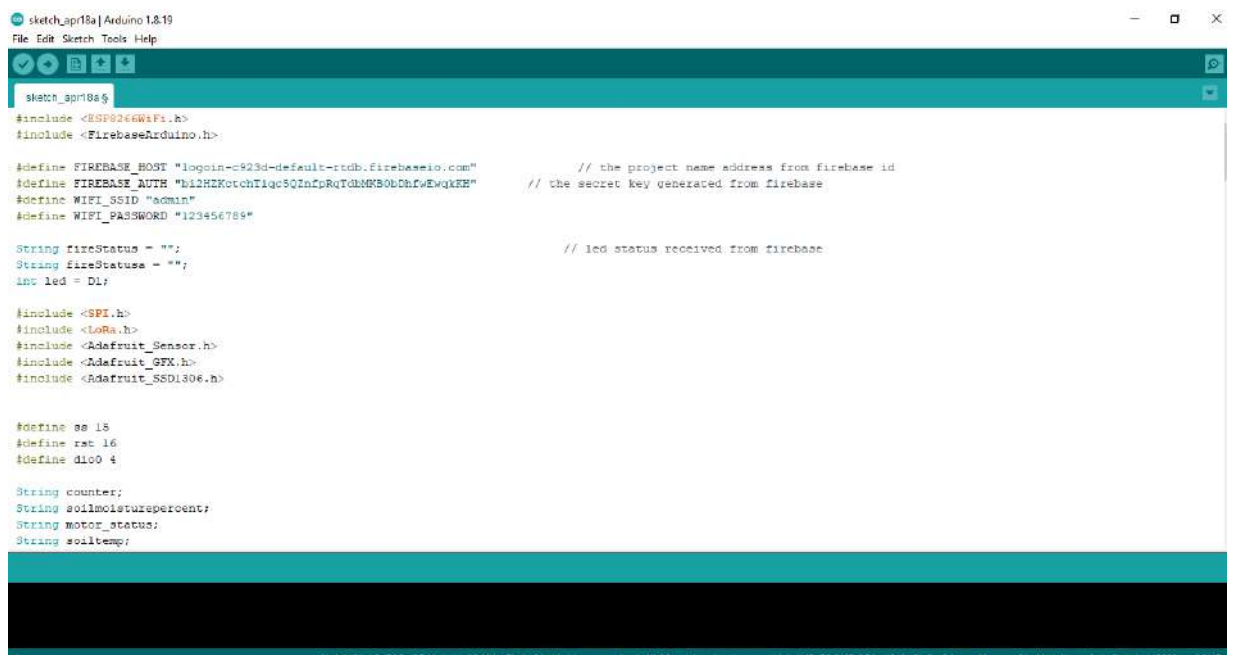 sketch_apr18a | Arduino 1.8.19
File Edit Sketch Tools Help
sketch_apr18a §
#include <ESP8266WiFi.h>
#include <FirebaseArduino.h>
#define FIREBASE_HOST "logoin-c923d-default-rtdb.firebaseio.com" // the project name address from firebase id
#define FIREBASE_AUTH // the secret key generated from firebase
#define WIFI_SSID "admin"
#define WIFI_PASSWORD "123456789"
String fireStatus = ""; // led status received from firebase
String fireStatusa = "";
int led = D1;
#include <SPI.h>
#include <LoRa.h>
#include <Adafruit_Sensor.h>
#include <Adafruit_GFX.h>
#include <Adafruit_SSD1306.h>
#define ss 15
#define rst 16
#define dio0 4
String counter;
String soilmoisturepercent;
String motor_status;
String soiltemp;